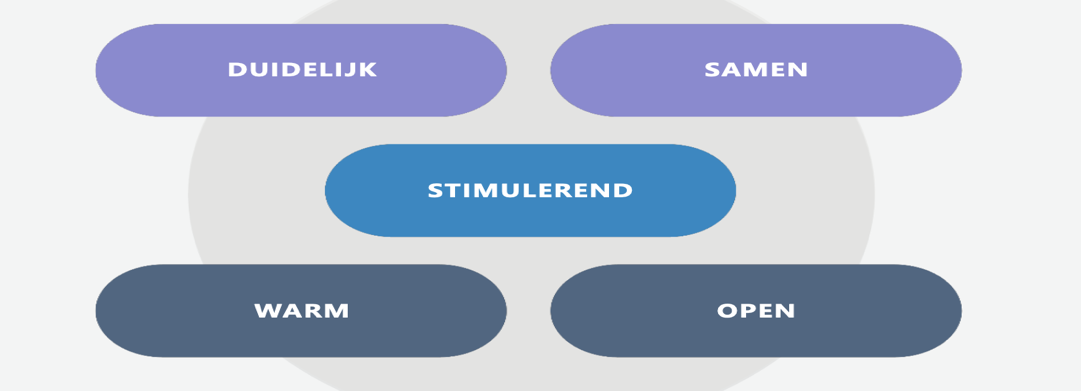 DUIDELIJK
SAMEN
STIMULEREND
WARM
OPEN